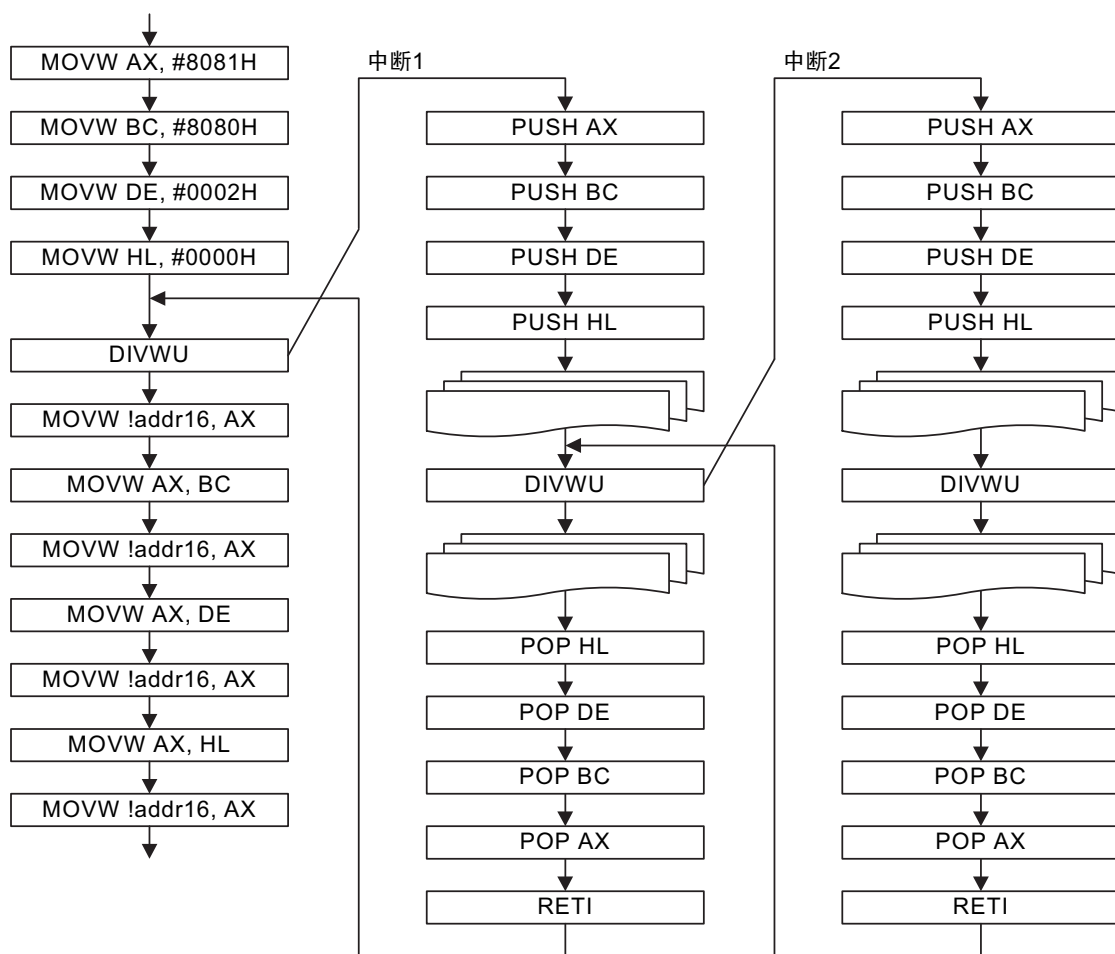 MOVW AX, #8081H
MOVW BC, #8080H
MOVW DE, #0002H
MOVW HL, #0000H
DIVWU
MOVW !addr16, AX
MOVW AX, BC
MOVW !addr16, AX
MOVW AX, DE
MOVW !addr16, AX
MOVW AX, HL
MOVW !addr16, AX
中断1
PUSH AX
PUSH BC
PUSH DE
PUSH HL
DIVWU
POP HL
POP DE
POP BC
POP AX
RETI
中断2
PUSH AX
PUSH BC
PUSH DE
PUSH HL
DIVWU
POP HL
POP DE
POP BC
POP AX
RETI